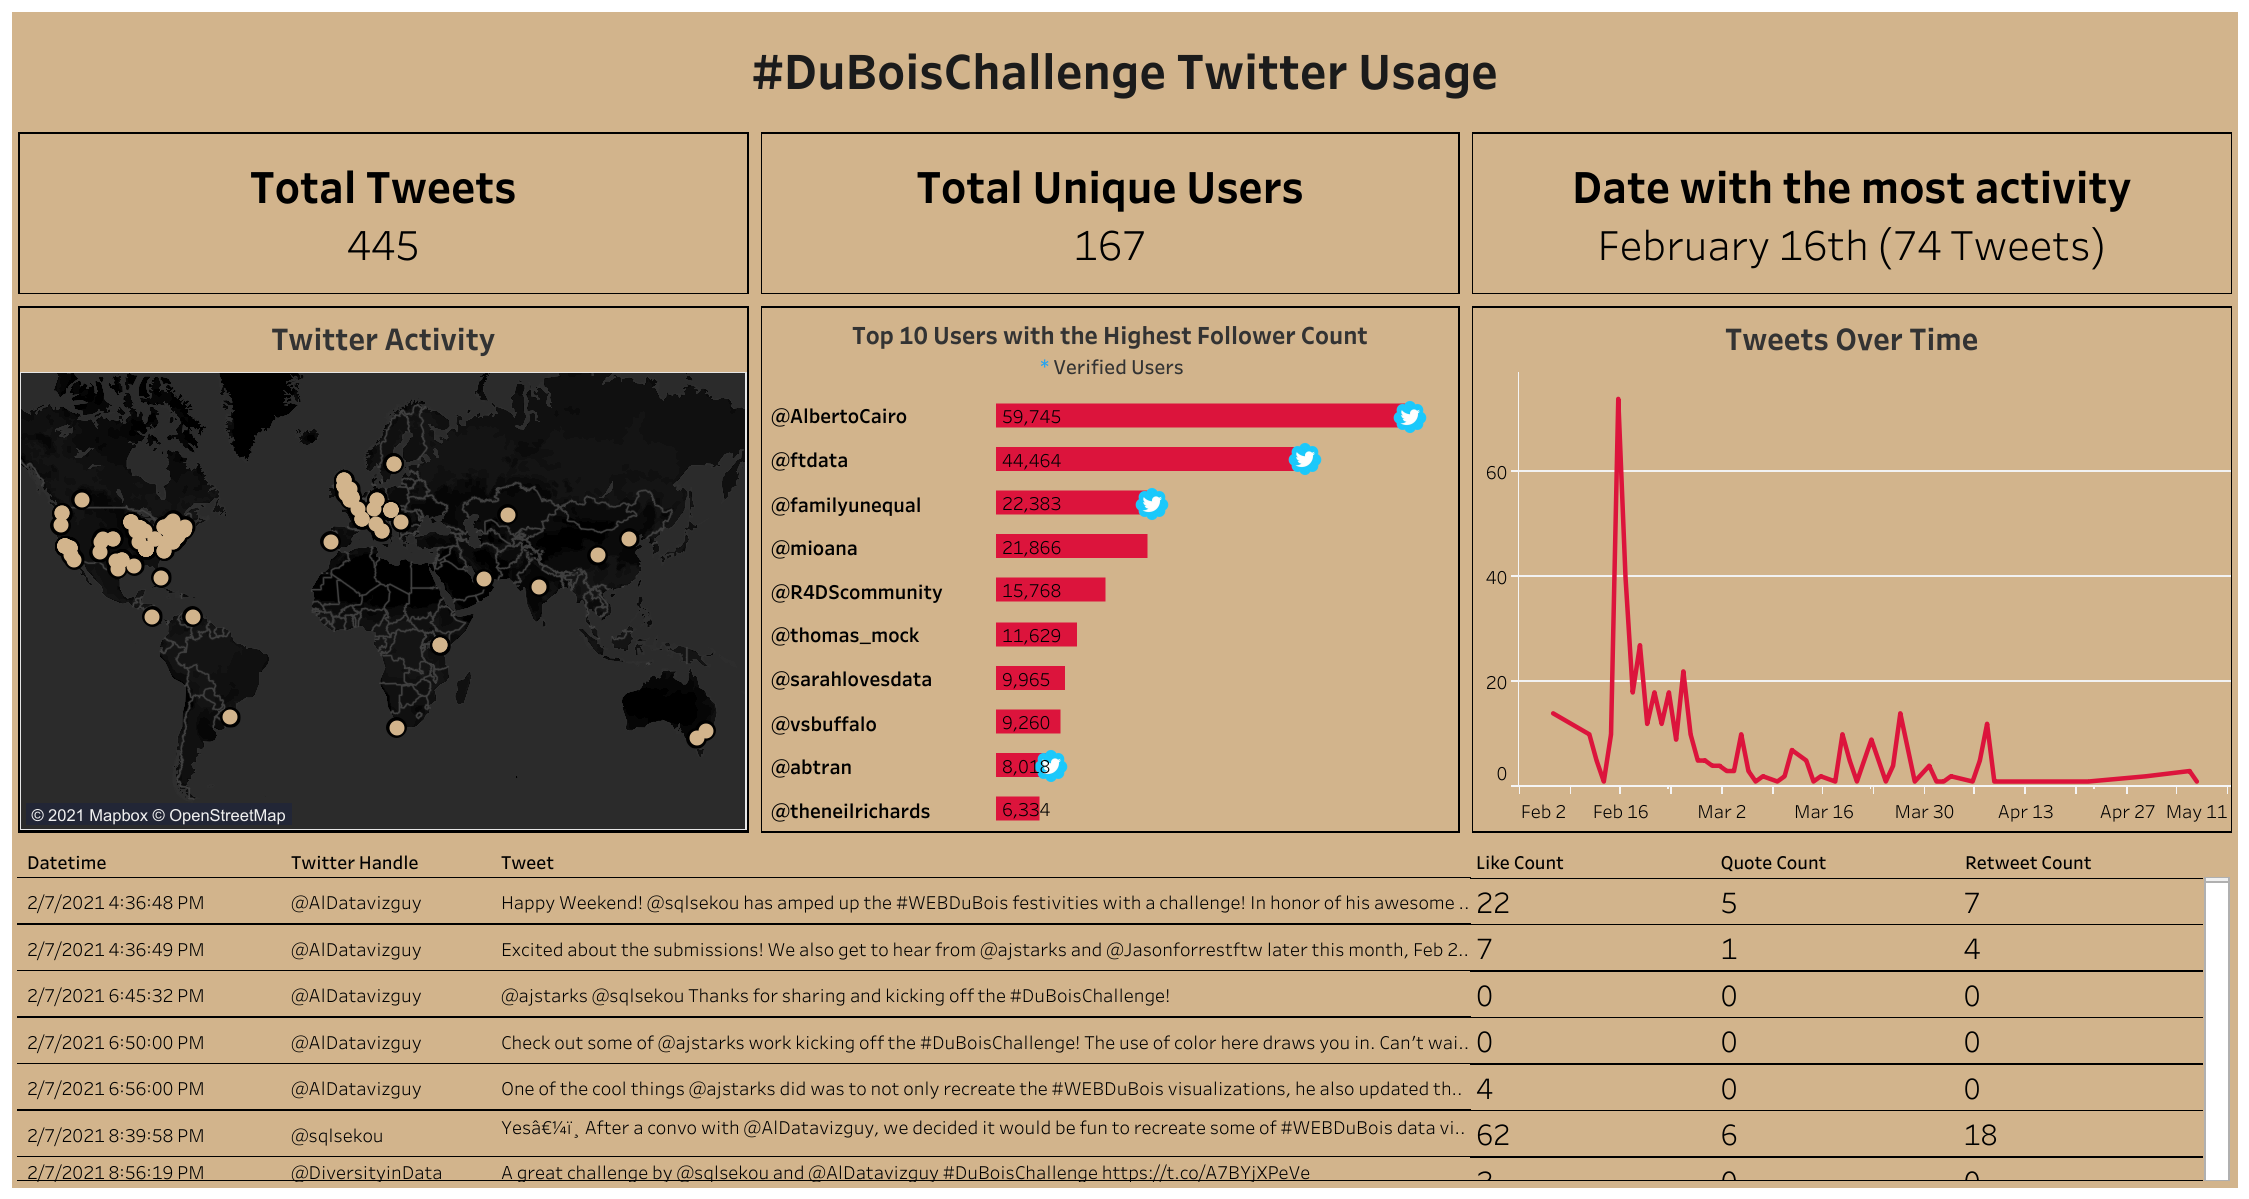 #DuBoisChallenge Twitter Usage
Total Tweets
445
Total Unique Users
167
Date with the most activity
February 16th (74 Tweets)
Twitter Activity
© 2021 Mapbox © OpenStreetMap
Top 10 Users with the Highest Follower Count
* Verified Users
@AlbertoCairo 59,745
@ftdata 44,464
@familyunequal 22,383
@mioana 21,866
@R4DScommunity 15,768
@thomas_mock 11,629
@sarahlovesdata 9,965
@vsbuffalo 9,260
@abtran 8,018
@theneilrichards 6,334
Tweets Over Time
60
40
20
0
Feb 2 Feb 16 Mar 2 Mar 16 Mar 30 Apr 13 Apr 27 May 11
Datetime Twitter Handle Tweet Like Count Quote Count Retweet Count
2/7/2021 4:36:48 PM @AlDatavizguy Happy Weekend! @sqlsekou has amped up the #WEBDuBois festivities with a challenge! In honor of his awesome .. 22 5 7
2/7/2021 4:36:49 PM @AlDatavizguy Excited about the submissions! We also get to hear from @ajstarks and @Jasonforrestftw later this month, Feb 2.. 7 1 4
2/7/2021 6:45:32 PM @AlDatavizguy @ajstarks @sqlsekou Thanks for sharing and kicking off the #DuBoisChallenge! 0 0 0
2/7/2021 6:50:00 PM @AlDatavizguy Check out some of @ajstarks work kicking off the #DuBoisChallenge! The use of color here draws you in. Can’t wai.. 0 0 0
2/7/2021 6:56:00 PM @AlDatavizguy One of the cool things @ajstarks did was to not only recreate the #WEBDuBois visualizations, he also updated th.. 4 0 0
2/7/2021 8:39:58 PM @sqlsekou Yesâ€¼ï¸ After a convo with @AlDatavizguy, we decided it would be fun to recreate some of #WEBDuBois data vi.. 62 6 18
2/7/2021 8:56:19 PM @DiversityinData A great challenge by @sqlsekou and @AlDatavizguy #DuBoisChallenge https://t.co/A7BYjXPeVe